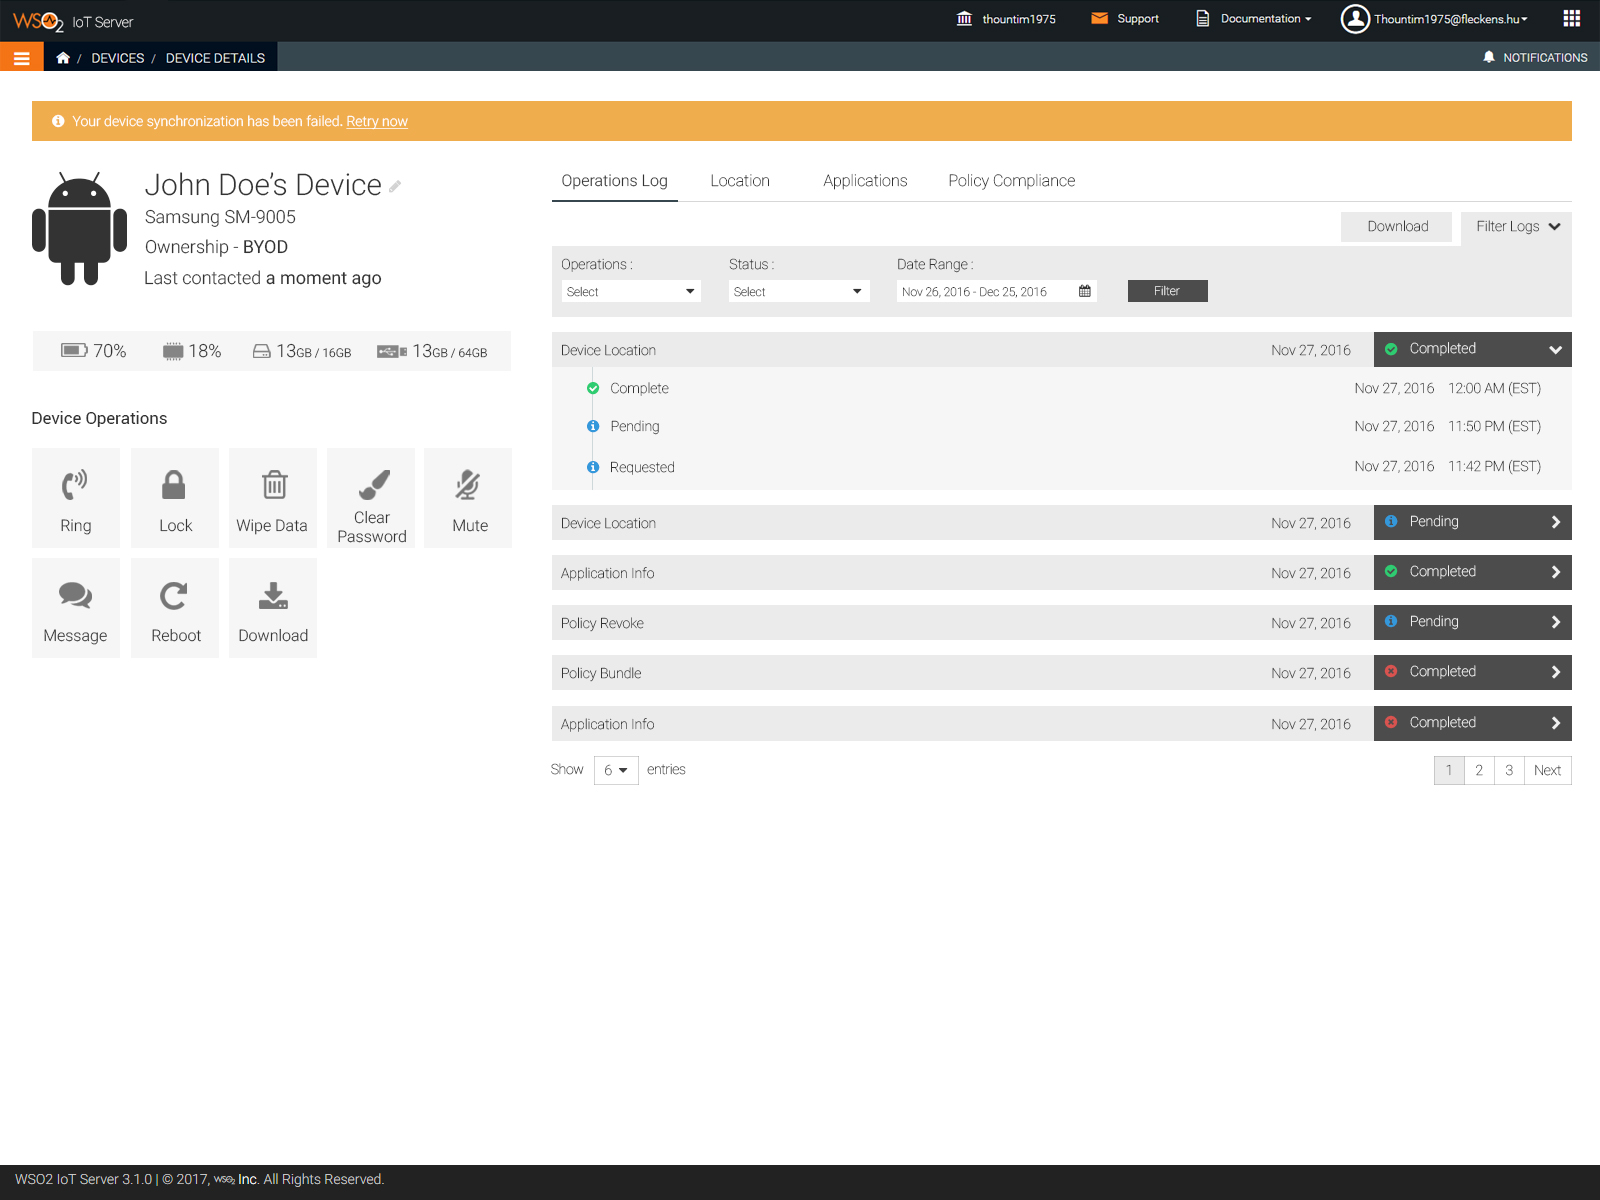 WSO2 IoT Server
thountim1975
Support
Documentation
Thountim1975@fleckens.hu
/ DEVICES / DEVICE DETAILS
NOTIFICATIONS
Your device synchronization has been failed. Retry now
John Doe's Device
Samsung SM-9005
Ownership - BYOD
Last contacted a moment ago
70%
18%
13GB / 16GB
13GB / 64GB
Device Operations
Ring
Lock
Wipe Data
Clear
Password
Mute
Message
Reboot
Download
Operations Log
Location
Applications
Policy Compliance
Download
Filter Logs
Operations :
Status :
Date Range :
Select
Select
Nov 26, 2016 - Dec 25, 2016
Filter
Device Location Nov 27, 2016 Completed
Complete Nov 27, 2016 12:00 AM (EST)
Pending Nov 27, 2016 11:50 PM (EST)
Requested Nov 27, 2016 11:42 PM (EST)
Device Location Nov 27, 2016 Pending
Application Info Nov 27, 2016 Completed
Policy Revoke Nov 27, 2016 Pending
Policy Bundle Nov 27, 2016 Completed
Application Info Nov 27, 2016 Completed
Show 6 entries
1 2 3 Next
WSO2 IoT Server 3.1.0 | © 2017, WSO2 Inc. All Rights Reserved.